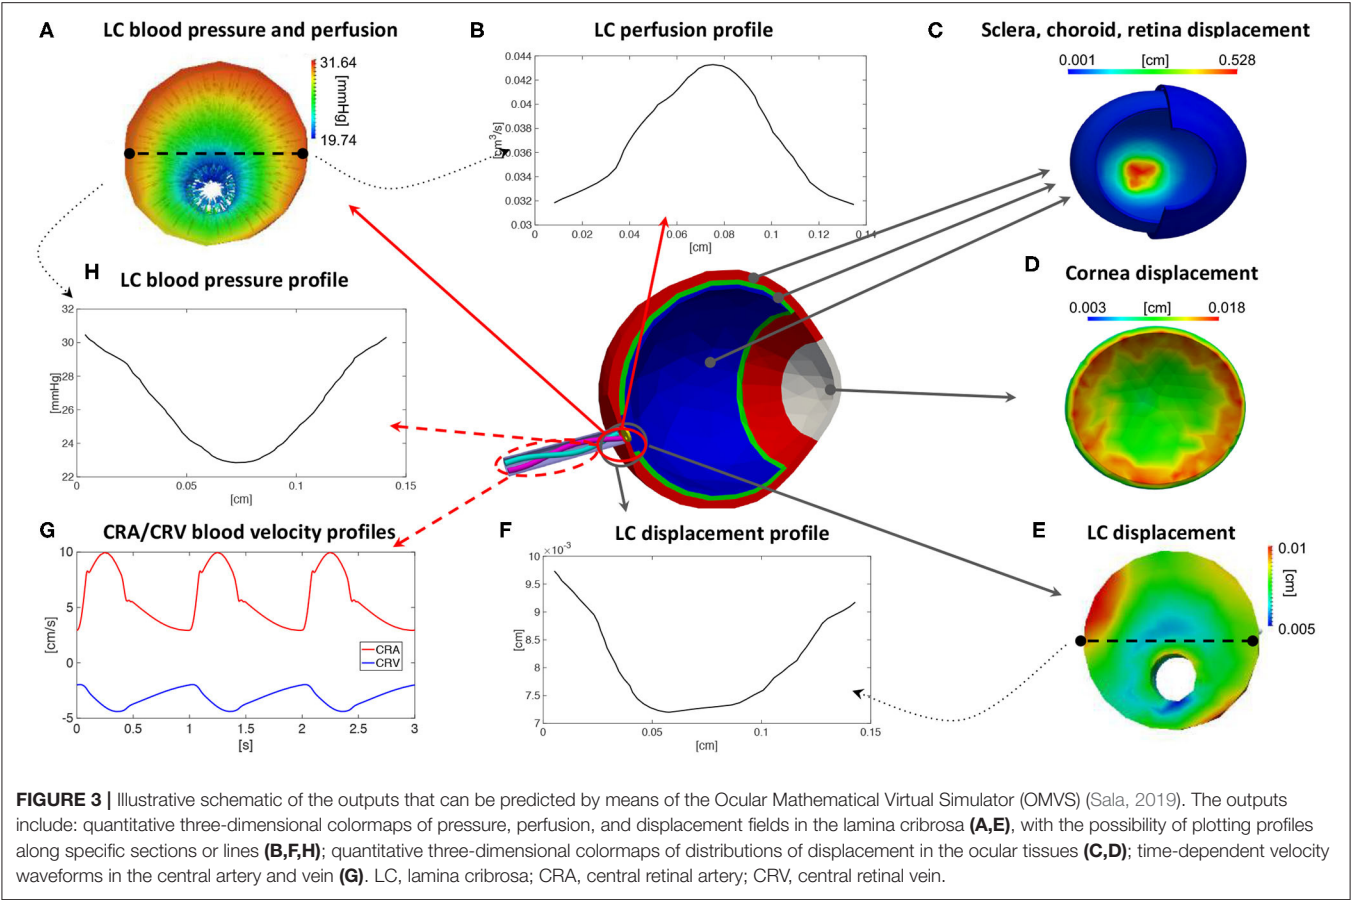 A
LC blood pressure and perfusion
31.64
[mmHg]
19.74
B
LC perfusion profile
0.044
0.042
0.04
0.038
0.036
0.034
0.032
0.03
[cm³/s]
0
0.02
0.04
0.06
0.08
0.1
0.12
0.14
[cm]
C
Sclera, choroid, retina displacement
0.001
[cm]
0.528
D
Cornea displacement
0.003
[cm]
0.018
H
LC blood pressure profile
32
30
28
26
24
22
[mmHg]
0
0.05
0.1
0.15
[cm]
G
CRA/CRV blood velocity profiles
10
5
0
-5
[cm/s]
CRA
CRV
0
0.5
1
1.5
2
2.5
3
[s]
F
LC displacement profile
×10⁻³
10
9.5
9
8.5
8
7.5
7
[cm]
0
0.05
0.1
0.15
[cm]
E
LC displacement
0.01
[cm]
0.005
FIGURE 3 | Illustrative schematic of the outputs that can be predicted by means of the Ocular Mathematical Virtual Simulator (OMVS) (Sala, 2019). The outputs
include: quantitative three-dimensional colormaps of pressure, perfusion, and displacement fields in the lamina cribrosa (A,E), with the possibility of plotting profiles
along specific sections or lines (B,F,H); quantitative three-dimensional colormaps of distributions of displacement in the ocular tissues (C,D); time-dependent velocity
waveforms in the central artery and vein (G). LC, lamina cribrosa; CRA, central retinal artery; CRV, central retinal vein.